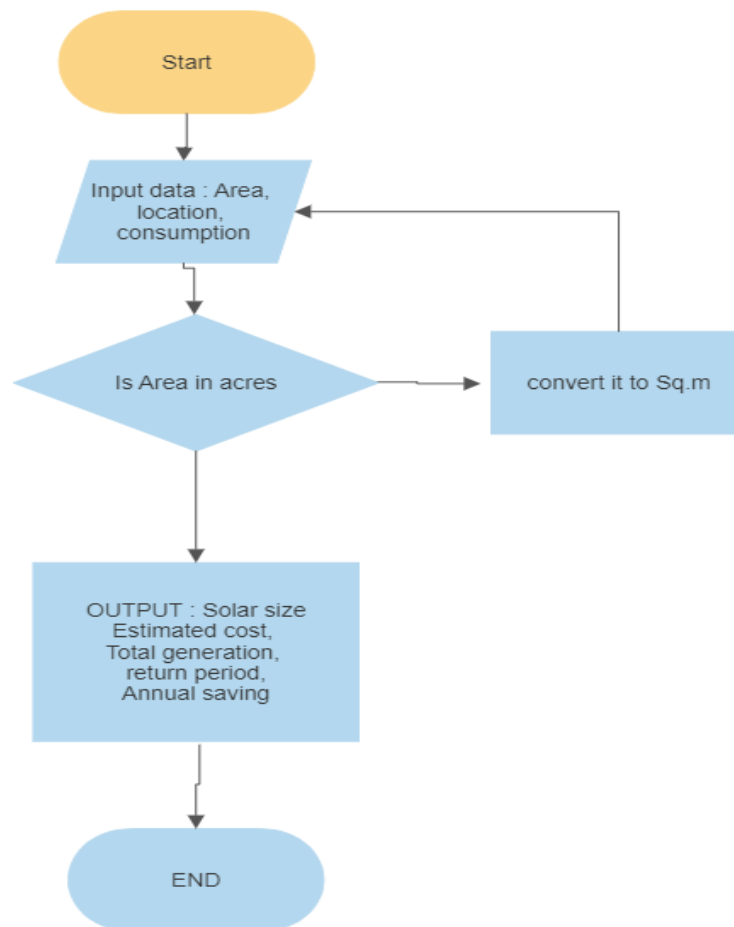 Start
Input data : Area,
location,
consumption
Is Area in acres
convert it to Sq.m
OUTPUT : Solar size
Estimated cost,
Total generation,
return period,
Annual saving
END